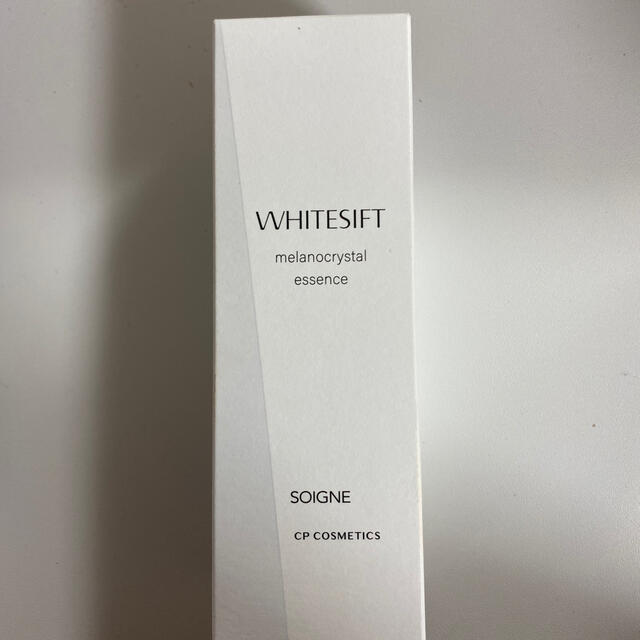 WHITESIFT
melanocrystal
essence
SOIGNE
CP COSMETICS